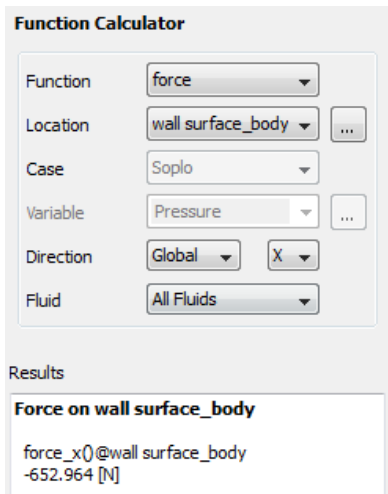 Function Calculator
Function force
Location wall surface_body ...
Case Soplo
Variable Pressure ...
Direction Global X
Fluid All Fluids
Results
Force on wall surface_body
force_x()@wall surface_body
-652.964 [N]